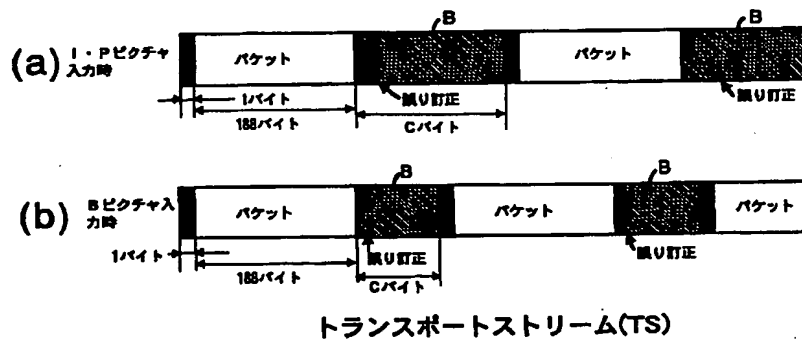 B
B
(a)
I・Pピクチャ
入力時
パケット
パケット
1バイト
誤り訂正
誤り訂正
188バイト
Cバイト
B
B
(b)
Bピクチャ入
力時
パケット
パケット
パケット
1バイト
誤り訂正
誤り訂正
188バイト
Cバイト
トランスポートストリーム(TS)